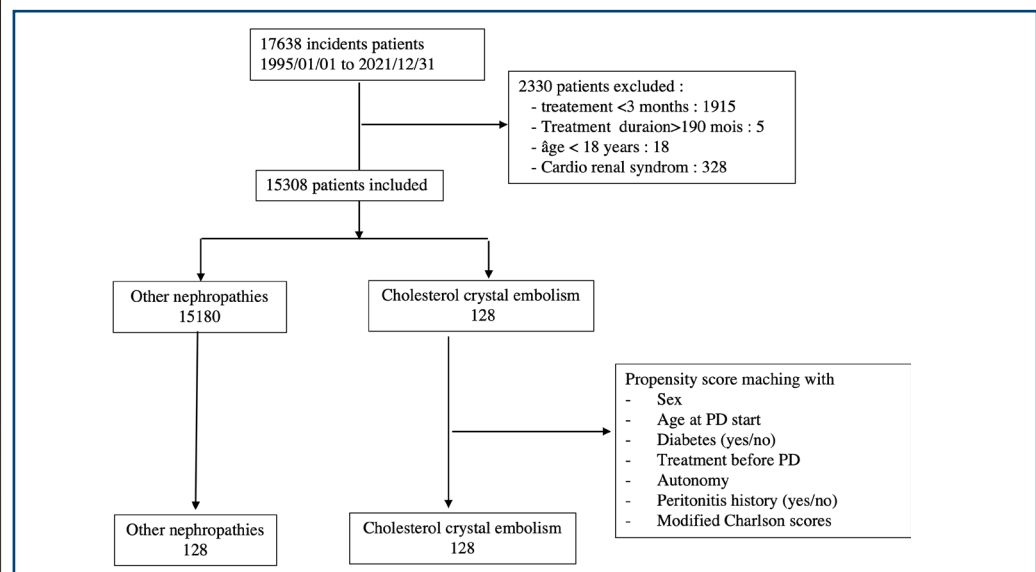 17638 incidents patients
1995/01/01 to 2021/12/31
2330 patients excluded :
- treatement <3 months : 1915
- Treatment duraion>190 mois : 5
- âge < 18 years : 18
- Cardio renal syndrom : 328
15308 patients included
Other nephropathies
15180
Cholesterol crystal embolism
128
Propensity score maching with
- Sex
- Age at PD start
- Diabetes (yes/no)
- Treatment before PD
- Autonomy
- Peritonitis history (yes/no)
- Modified Charlson scores
Other nephropathies
128
Cholesterol crystal embolism
128